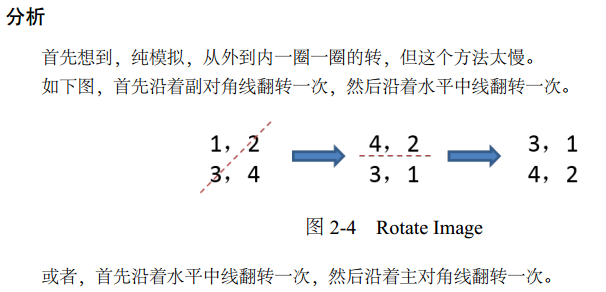 分析
首先想到，纯模拟，从外到内一圈一圈的转，但这个方法太慢。
如下图，首先沿着副对角线翻转一次，然后沿着水平中线翻转一次。
1，2 4，2 3，1
3，4 3，1 4，2
图 2-4 Rotate Image
或者，首先沿着水平中线翻转一次，然后沿着主对角线翻转一次。